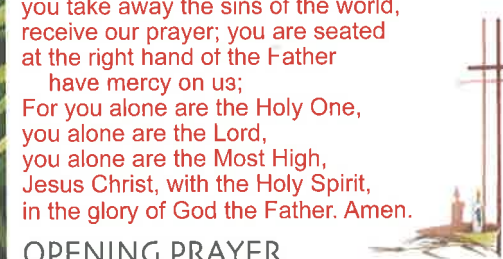 you take away the sins of the world,
receive our prayer; you are seated
at the right hand of the Father
have mercy on us;
For you alone are the Holy One,
you alone are the Lord,
you alone are the Most High,
Jesus Christ, with the Holy Spirit,
in the glory of God the Father. Amen.
OPENING PRAYER